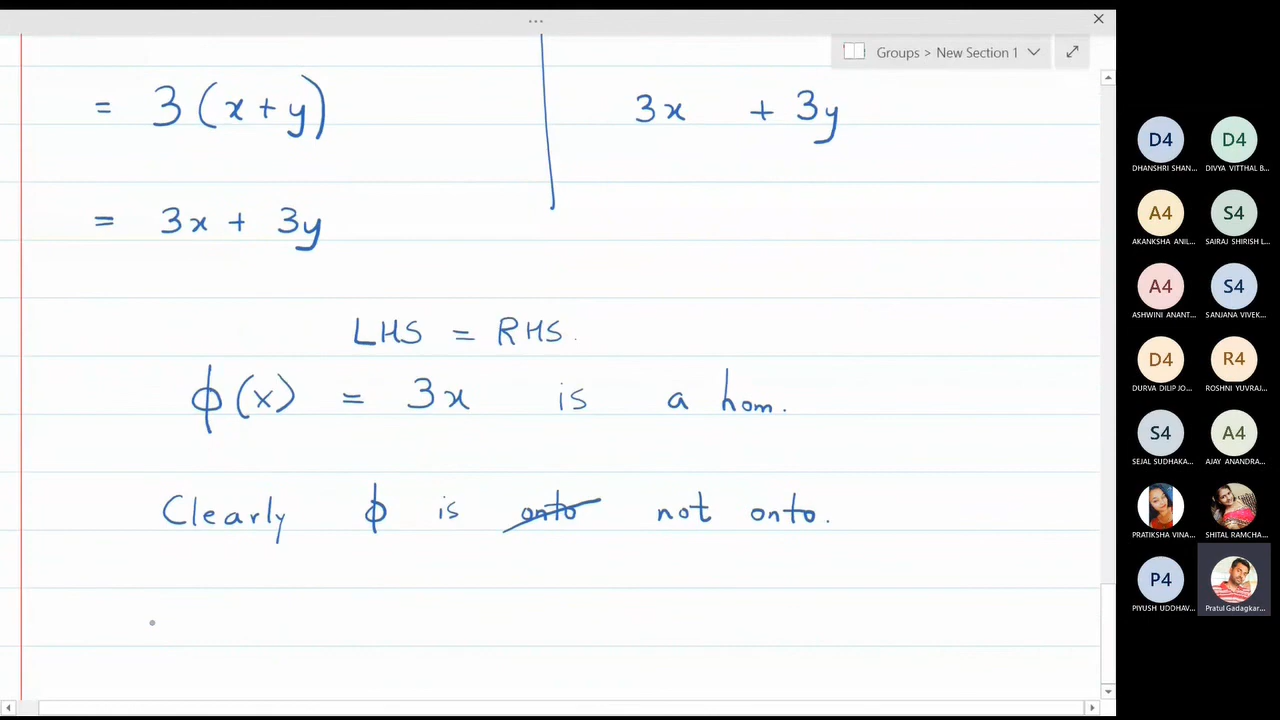 Groups > New Section 1
= 3(x+y)
3x + 3y
= 3x + 3y
LHS = RHS.
ϕ(x) = 3x is a hom.
Clearly ϕ is onto not onto.
D4 D4
DHANSHRI SHAN... DIVYA VITTHAL B...
A4 S4
AKANKSHA ANIL... SAIRAJ SHIRISH L...
A4 S4
ASHWINI ANANT... SANJANA VIVEK...
D4 R4
DURVA DILIP JO... ROSHNI YUVRAJ...
S4 A4
SEJAL SUDHAKA... AJAY ANANDRA...
PRATIKSHA VINA... SHITAL RAMCHA...
P4
PIYUSH UDDHAV... Pratul Gadagkar...